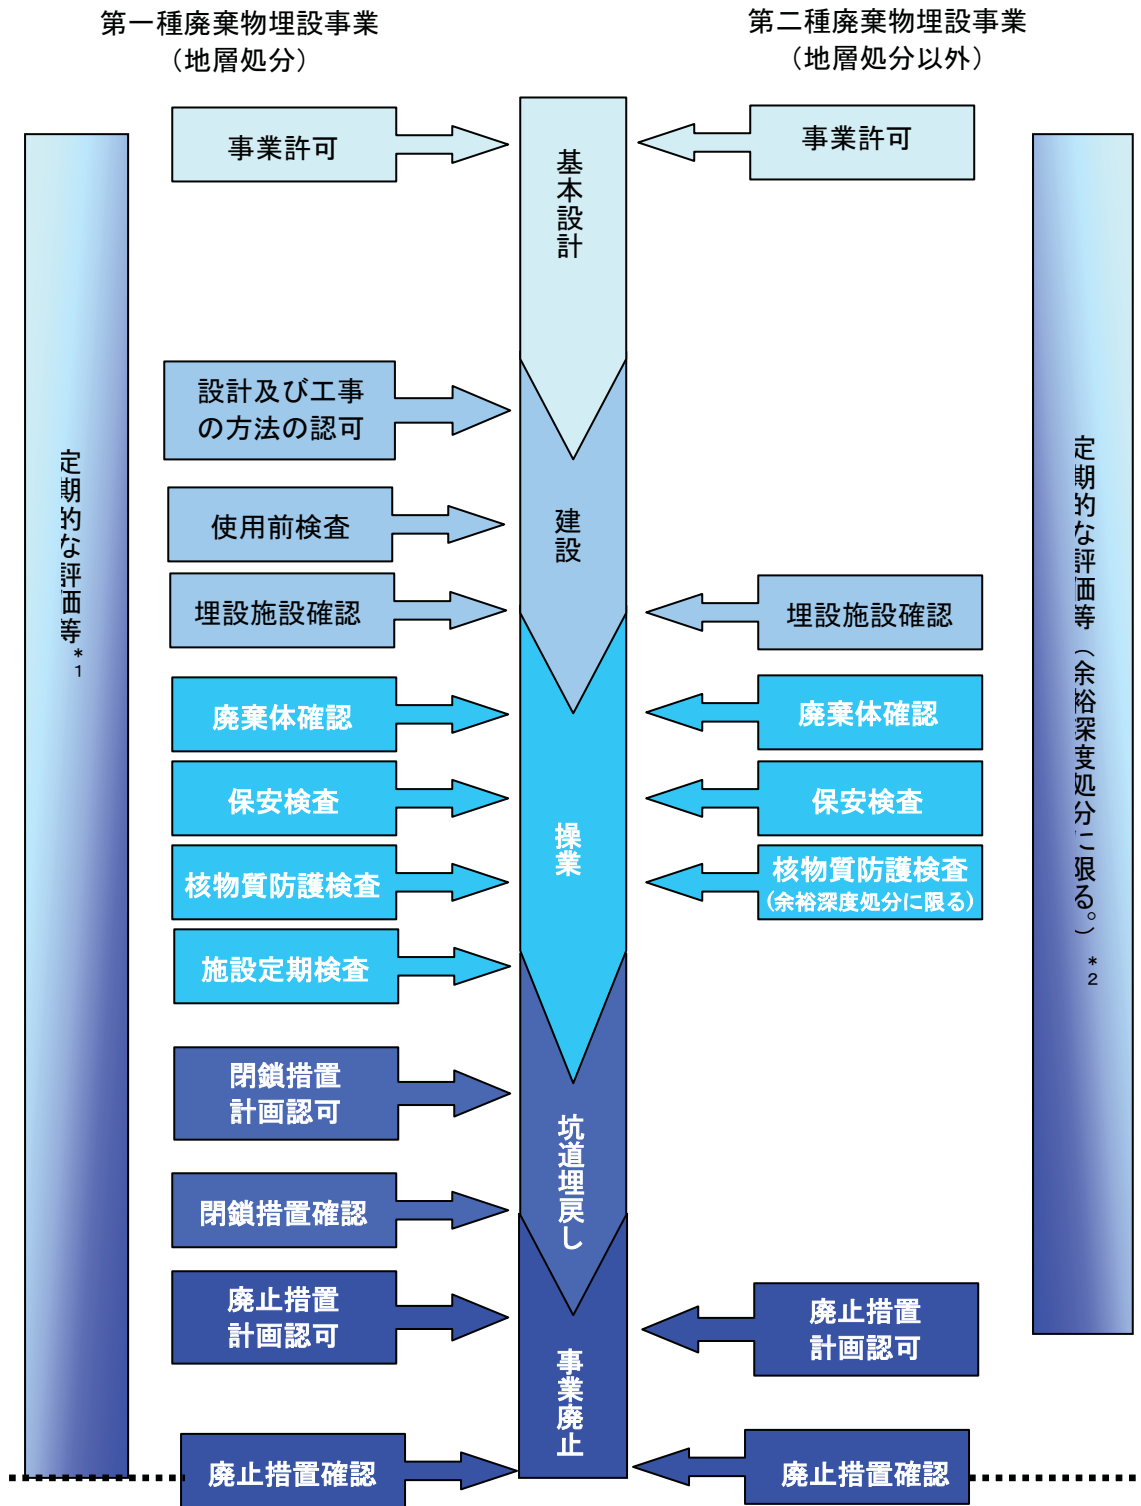 第一種廃棄物埋設事業
（地層処分）
第二種廃棄物埋設事業
（地層処分以外）
定期的な評価等*1
事業許可
設計及び工事
の方法の認可
使用前検査
埋設施設確認
廃棄体確認
保安検査
核物質防護検査
施設定期検査
閉鎖措置
計画認可
閉鎖措置確認
廃止措置
計画認可
廃止措置確認
基本設計
建設
操業
坑道埋戻し
事業廃止
事業許可
埋設施設確認
廃棄体確認
保安検査
核物質防護検査
(余裕深度処分に限る)
廃止措置
計画認可
廃止措置確認
定期的な評価等（余裕深度処分に限る。）*2